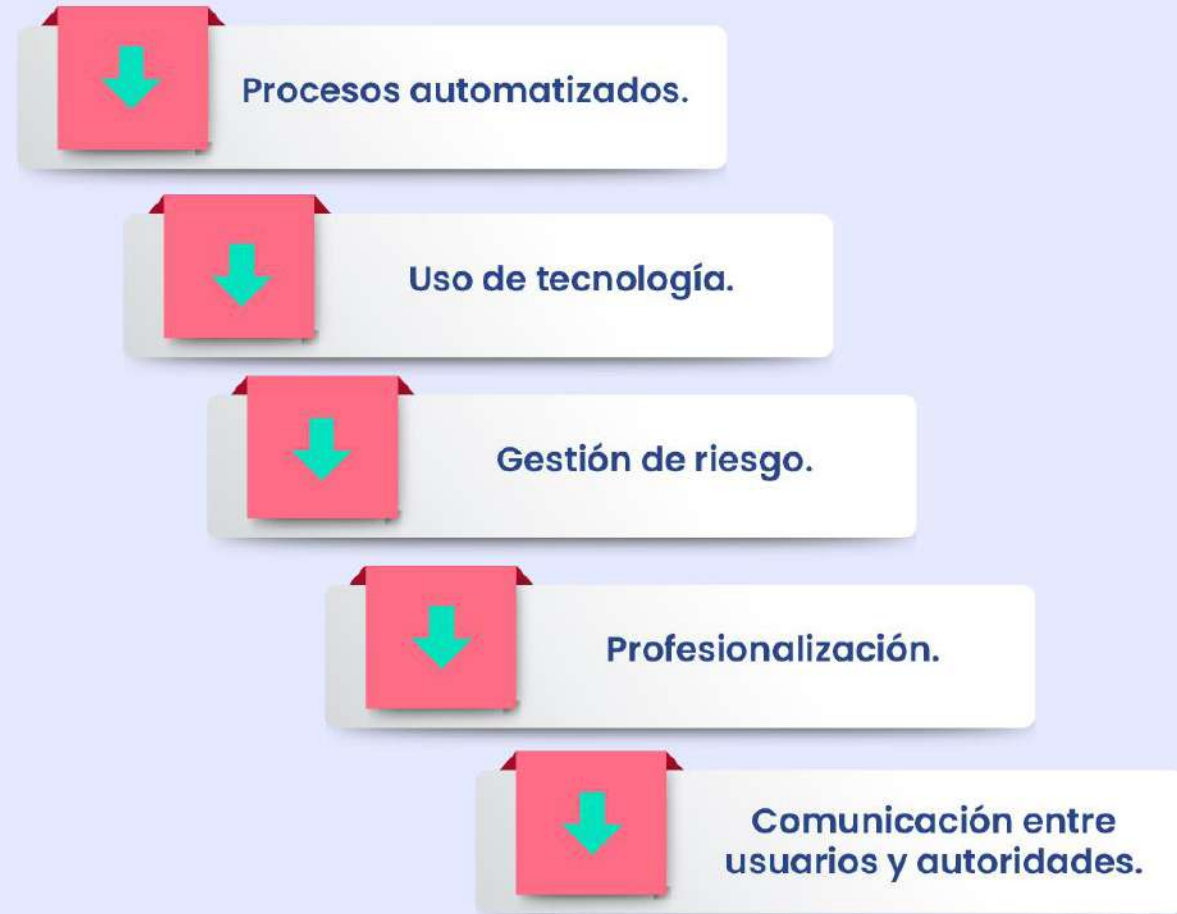 Procesos automatizados.
Uso de tecnología.
Gestión de riesgo.
Profesionalización.
Comunicación entre
usuarios y autoridades.